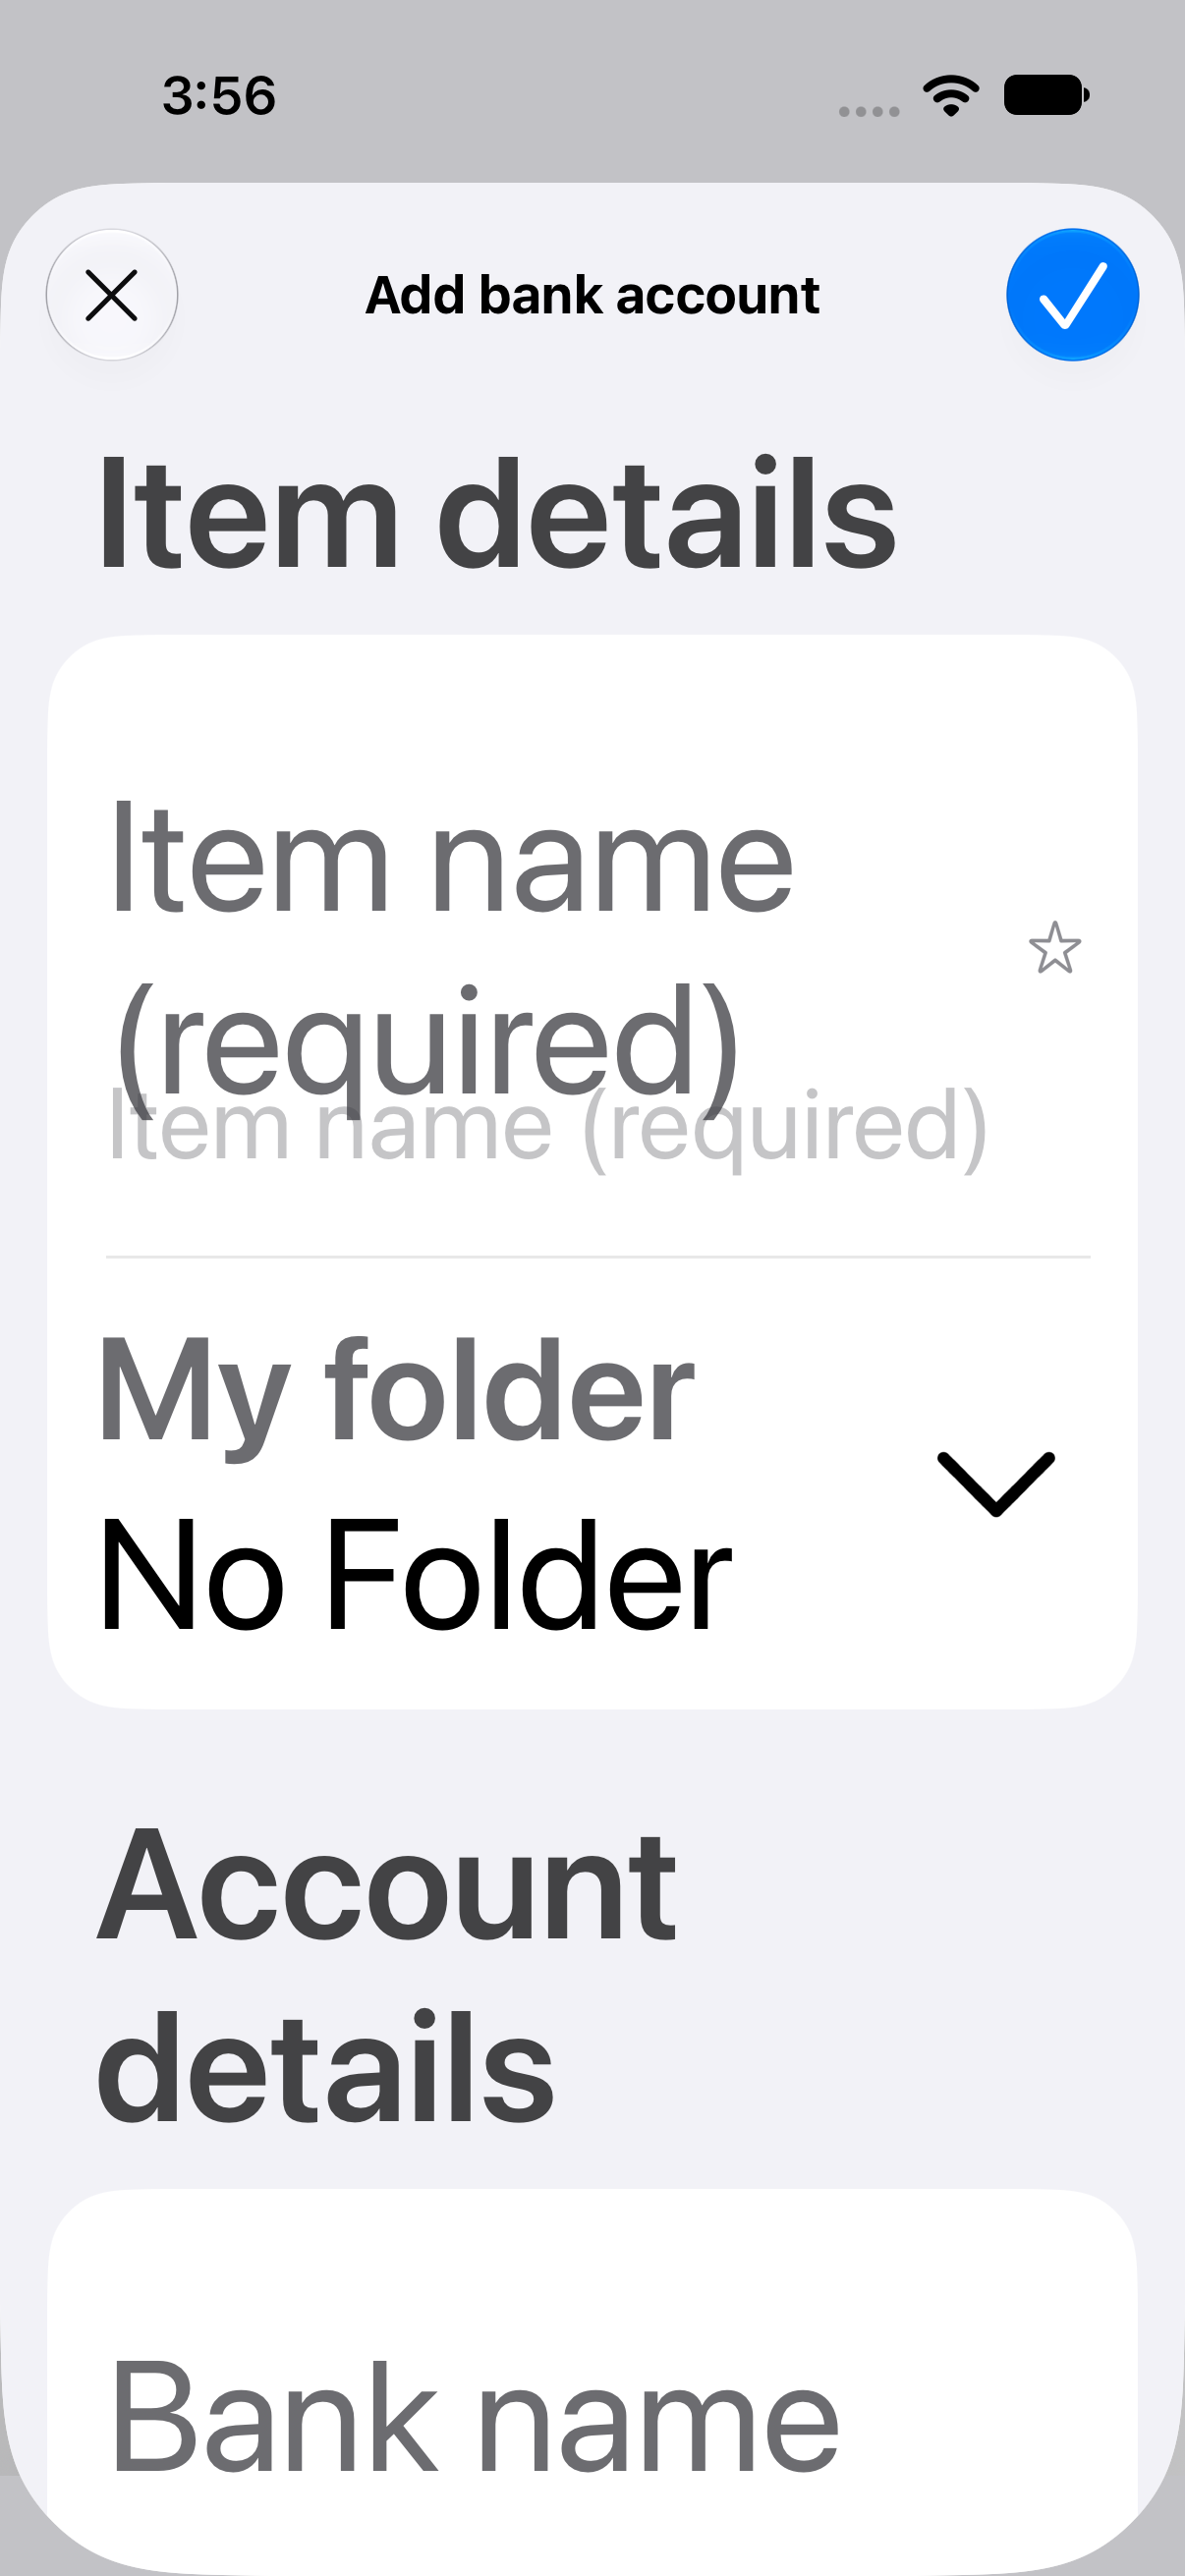 3:56
Add bank account
Item details
Item name
(required)
Item name (required)
My folder
No Folder
Account
details
Bank name